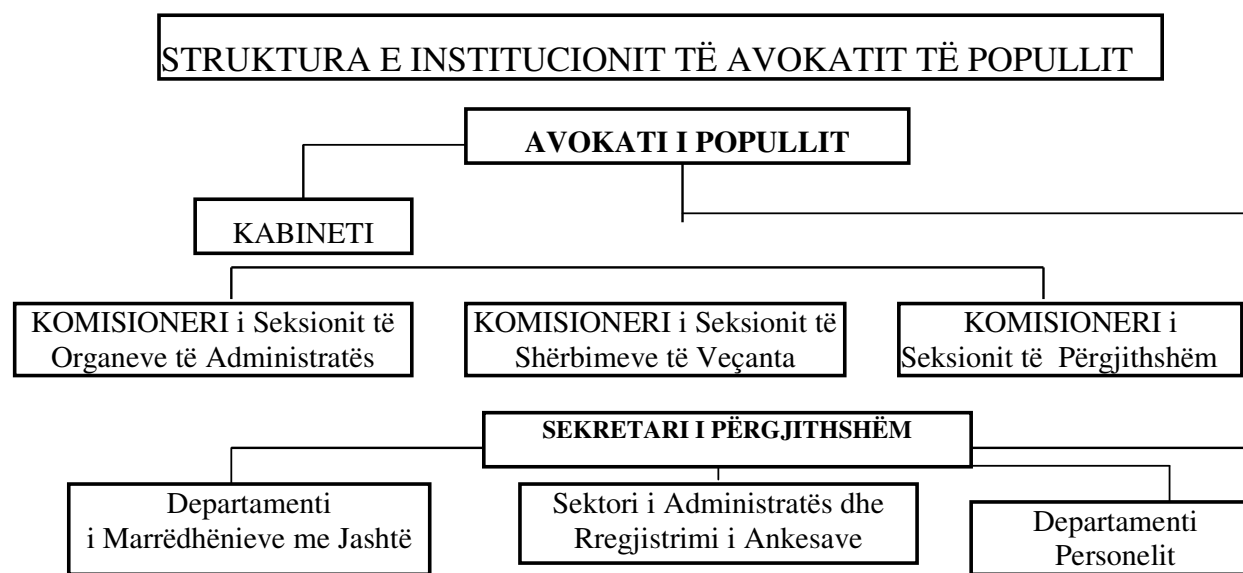 STRUKTURA E INSTITUCIONIT TË AVOKATIT TË POPULLIT
AVOKATI I POPULLIT
KABINETI
KOMISIONERI i Seksionit të
Organeve të Administratës
KOMISIONERI i Seksionit të
Shërbimeve të Veçanta
KOMISIONERI i
Seksionit të Përgjithshëm
SEKRETARI I PËRGJITHSHËM
Departamenti
i Marrëdhënieve me Jashtë
Sektori i Administratës dhe
Rregjistrimi i Ankesave
Departamenti
Personelit